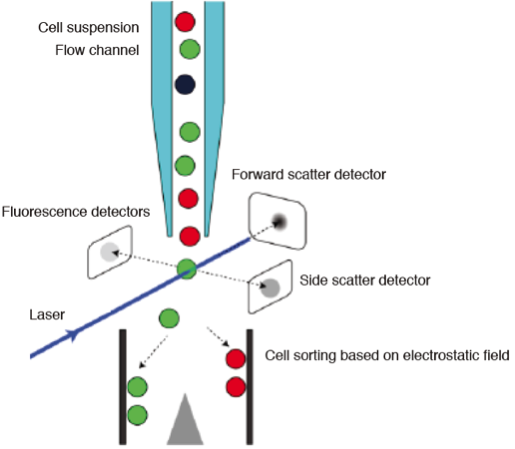 Cell suspension
Flow channel
Forward scatter detector
Fluorescence detectors
Side scatter detector
Laser
Cell sorting based on electrostatic field